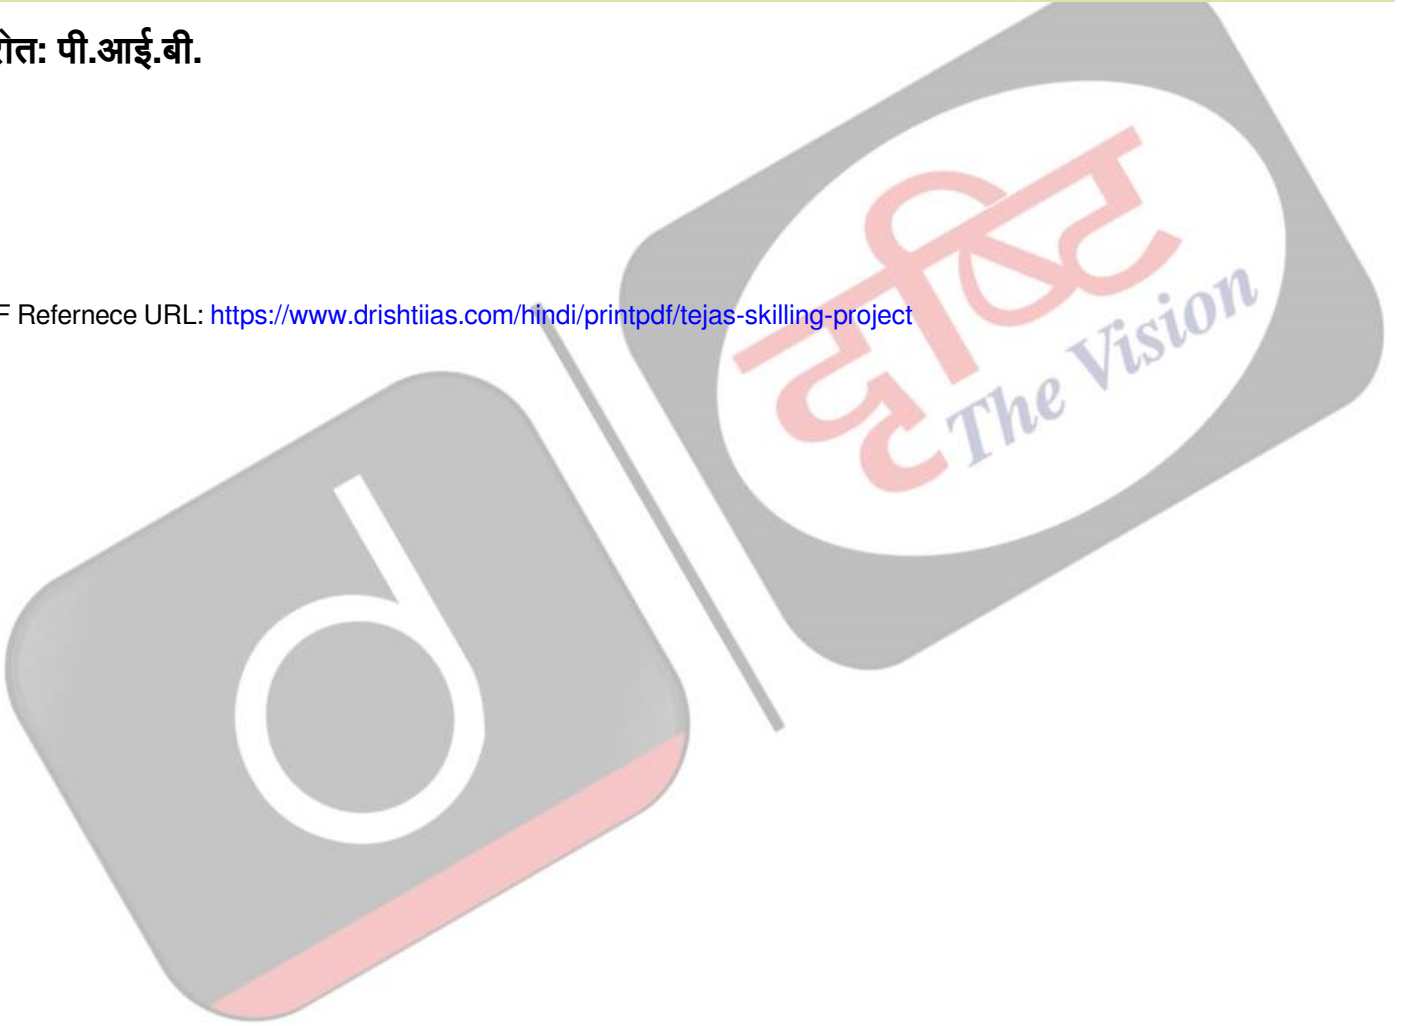 रोत: पी.आई.बी.
F Refernece URL: https://www.drishtiias.com/hindi/printpdf/tejas-skilling-project
दृष्टि
The Vision
d